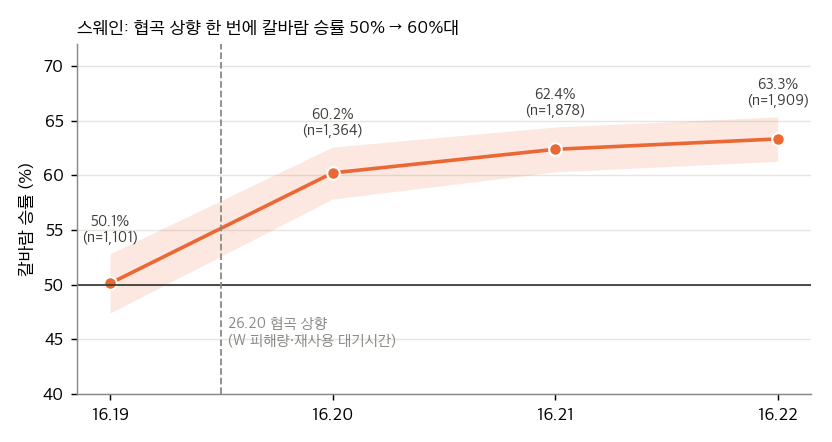 스웨인: 협곡 상향 한 번에 칼바람 승률 50% → 60%대
칼바람 승률 (%)
70
65
60
55
50
45
40
50.1%
(n=1,101)
60.2%
(n=1,364)
62.4%
(n=1,878)
63.3%
(n=1,909)
26.20 협곡 상향
(W 피해량·재사용 대기시간)
16.19
16.20
16.21
16.22